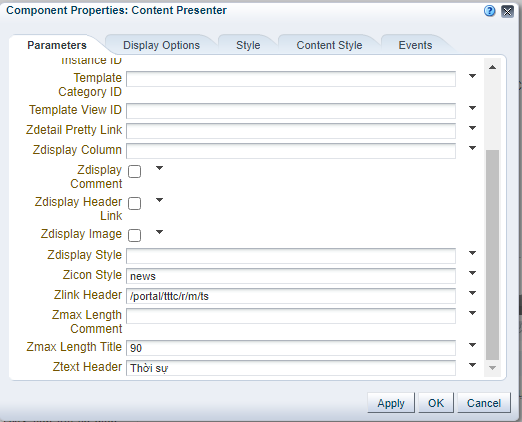 Component Properties: Content Presenter
Parameters
Display Options
Style
Content Style
Events
Instance ID
Template
Category ID
Template View ID
Zdetail Pretty Link
Zdisplay Column
Zdisplay
Comment
Zdisplay Header
Link
Zdisplay Image
Zdisplay Style
Zicon Style news
Zlink Header /portal/tttc/r/m/ts
Zmax Length
Comment
Zmax Length Title 90
Ztext Header Thời sự
Apply
OK
Cancel